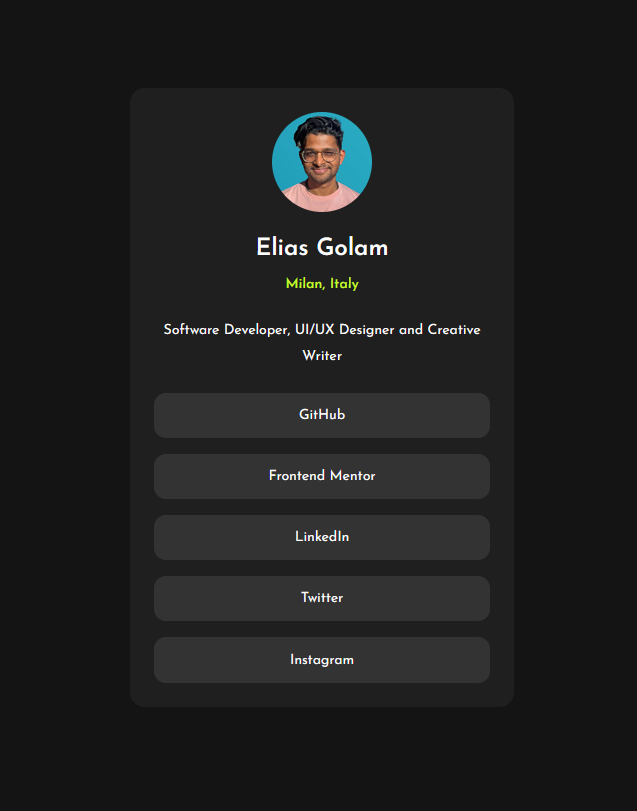 Elias Golam
Milan, Italy
Software Developer, UI/UX Designer and Creative
Writer
GitHub
Frontend Mentor
LinkedIn
Twitter
Instagram